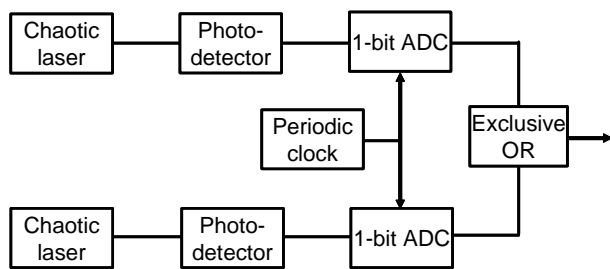 Chaotic
laser
Photo-
detector
1-bit ADC
Periodic
clock
Exclusive
OR
Chaotic
laser
Photo-
detector
1-bit ADC